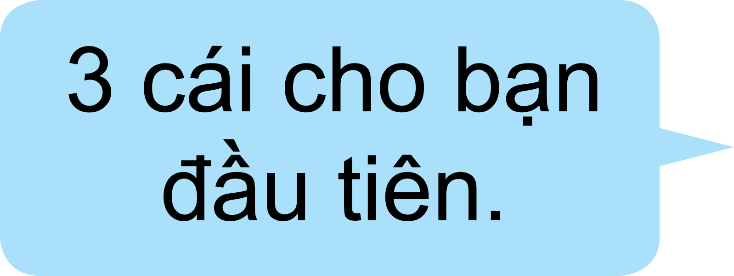 3 cái cho bạn
đầu tiên.